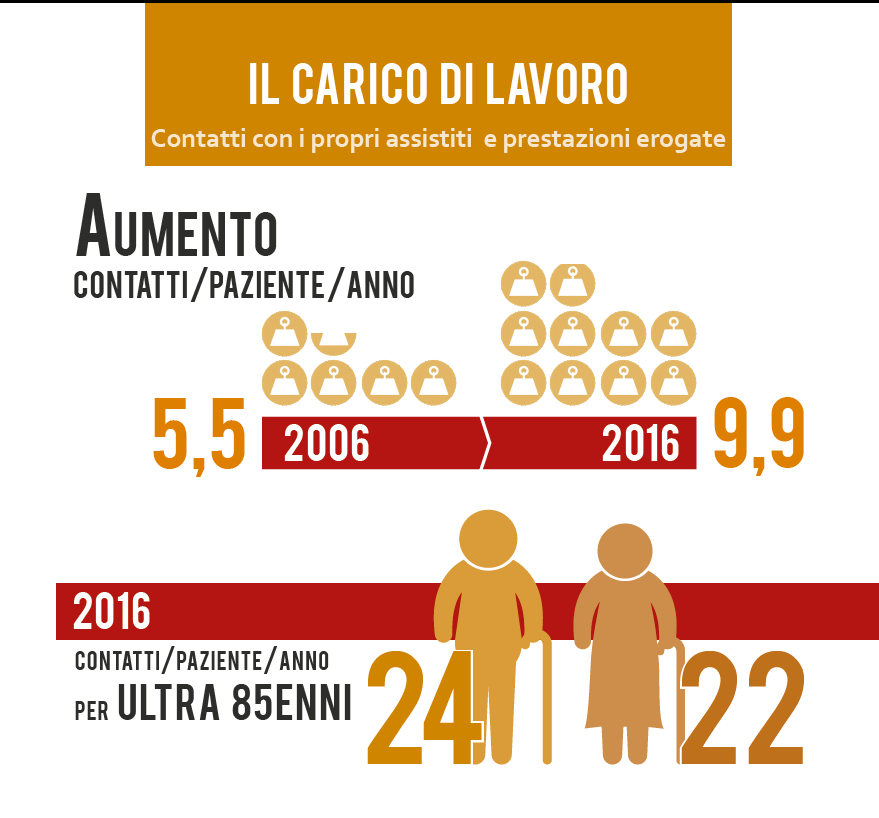 IL CARICO DI LAVORO
Contatti con i propri assistiti e prestazioni erogate
AUMENTO
CONTATTI/PAZIENTE/ANNO
5,5
2006
2016
9,9
2016
CONTATTI/PAZIENTE/ANNO
PER ULTRA 85ENNI
24
22